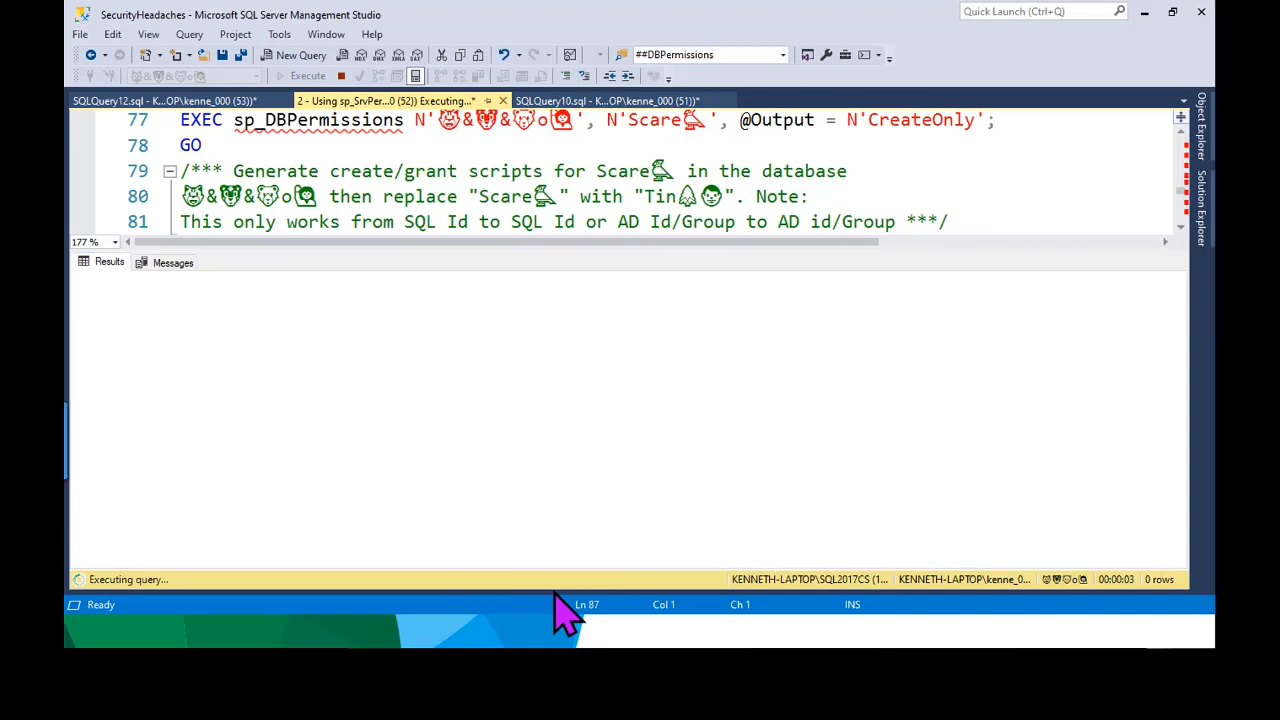 SecurityHeadaches - Microsoft SQL Server Management Studio
Quick Launch (Ctrl+Q)
File Edit View Query Project Tools Window Help
New Query
##DBPermissions
🐱&🐯&🐻o🙋
Execute
SQLQuery12.sql - K...OP\kenne_000 (53))*
2 - Using sp_SrvPer...0 (52)) Executing...*
SQLQuery10.sql - K...OP\kenne_000 (51))*
77 EXEC sp_DBPermissions N'🐱&🐯&🐻o🙋', N'Scare🦜', @Output = N'CreateOnly';
78 GO
79 /*** Generate create/grant scripts for Scare🦜 in the database
80 🐱&🐯&🐻o🙋 then replace "Scare🦜" with "Tin🌲👨". Note:
81 This only works from SQL Id to SQL Id or AD Id/Group to AD id/Group ***/
177 %
Results Messages
Object Explorer
Solution Explorer
Executing query...
KENNETH-LAPTOP\SQL2017CS (1...
KENNETH-LAPTOP\kenne_0...
🐱&🐯&🐻o🙋
00:00:03
0 rows
Ready
Ln 87
Col 1
Ch 1
INS